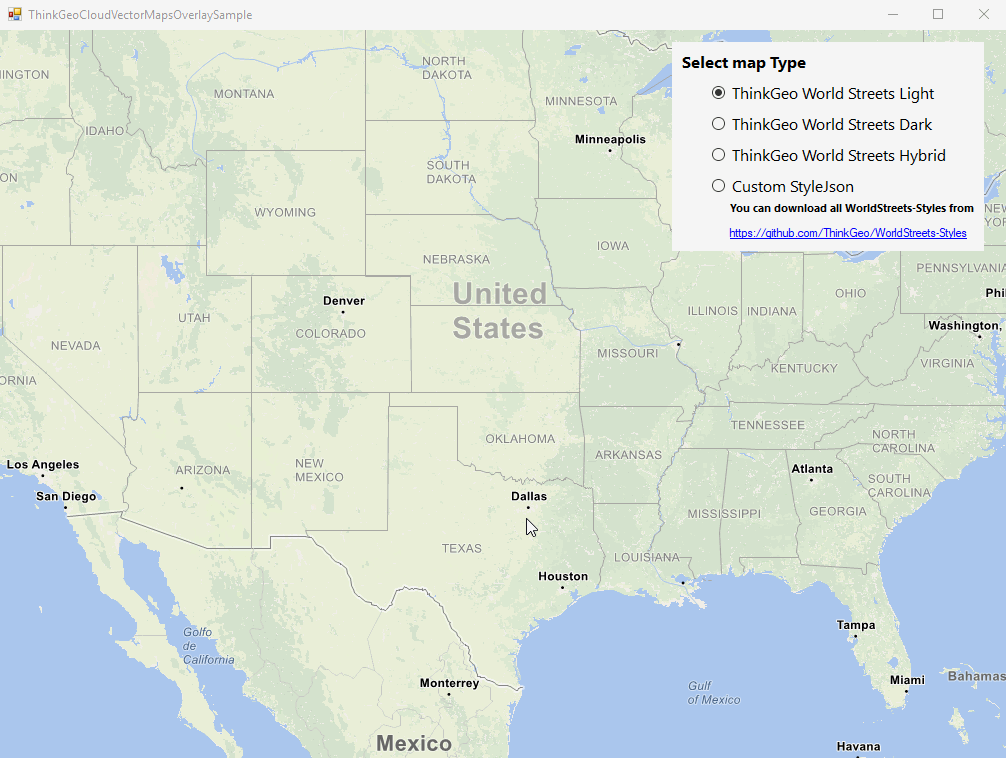 ThinkGeoCloudVectorMapsOverlaySample
Select map Type
ThinkGeo World Streets Light
ThinkGeo World Streets Dark
ThinkGeo World Streets Hybrid
Custom StyleJson
You can download all WorldStreets-Styles from
https://github.com/ThinkGeo/WorldStreets-Styles
INGTON
MONTANA
NORTH
DAKOTA
MINNESOTA
IDAHO
Minneapolis
ON
SOUTH
DAKOTA
WYOMING
NEW
YORK
IOWA
NEBRASKA
PENNSYLVANIA
United
States
OHIO
Phil
Denver
ILLINOIS
INDIANA
UTAH
COLORADO
Washington,
NEVADA
MISSOURI
VIRGINIA
KENTUCKY
ORNIA
TENNESSEE
OKLAHOMA
NORTH
CAROLINA
ARKANSAS
Los Angeles
ARIZONA
NEW
MEXICO
Atlanta
SOUTH
CAROLINA
San Diego
Dallas
MISSISSIPPI
GEORGIA
TEXAS
LOUISIANA
Houston
Tampa
Golfo
de
California
Monterrey
Gulf
of Mexico
Miami
Bahamas
Mexico
Havana